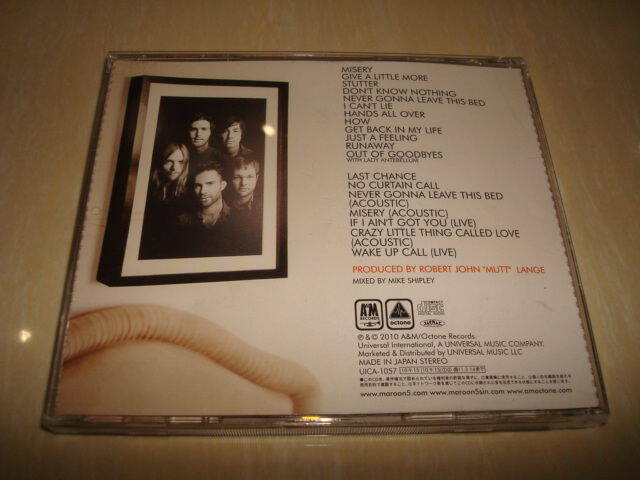 MISERY
GIVE A LITTLE MORE
STUTTER
DON'T KNOW NOTHING
NEVER GONNA LEAVE THIS BED
I CAN'T LIE
HANDS ALL OVER
HOW
GET BACK IN MY LIFE
JUST A FEELING
RUNAWAY
OUT OF GOODBYES
WITH LADY ANTEBELLUM
LAST CHANCE
NO CURTAIN CALL
NEVER GONNA LEAVE THIS BED
(ACOUSTIC)
MISERY (ACOUSTIC)
IF I AIN'T GOT YOU (LIVE)
CRAZY LITTLE THING CALLED LOVE
(ACOUSTIC)
WAKE UP CALL (LIVE)
PRODUCED BY ROBERT JOHN "MUTT" LANGE
MIXED BY MIKE SHIPLEY
A&M RECORDS
octone
COMPACT disc DIGITAL AUDIO
℗ & © 2010 A&M/Octone Records.
Universal International, A UNIVERSAL MUSIC COMPANY.
Marketed & Distributed by UNIVERSAL MUSIC LLC
MADE IN JAPAN STEREO
UICA-1057
www.maroon5.com www.maroon5sin.com www.amoctone.com